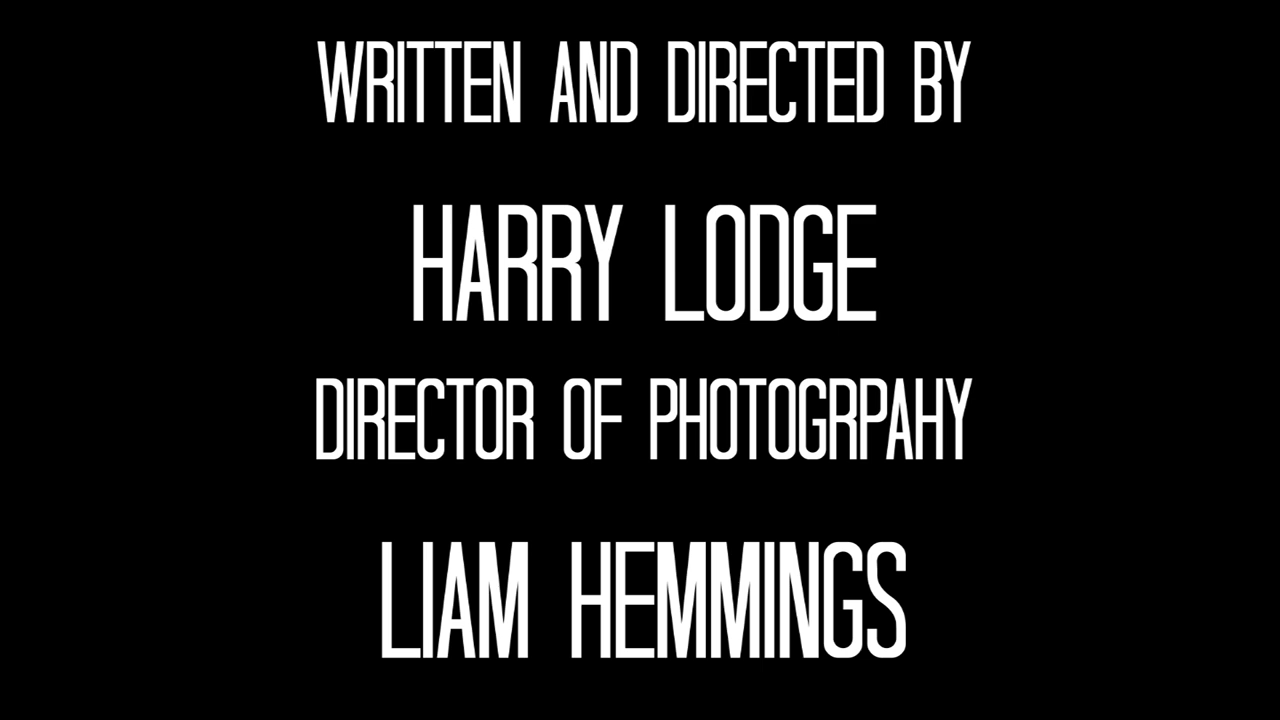 WRITTEN AND DIRECTED BY
HARRY LODGE
DIRECTOR OF PHOTOGRPAHY
LIAM HEMMINGS